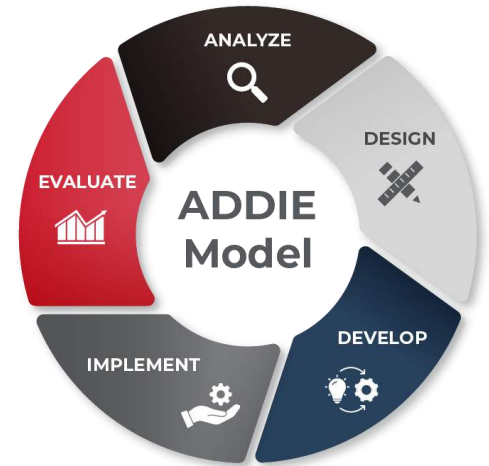 ANALYZE
DESIGN
EVALUATE
ADDIE
Model
DEVELOP
IMPLEMENT